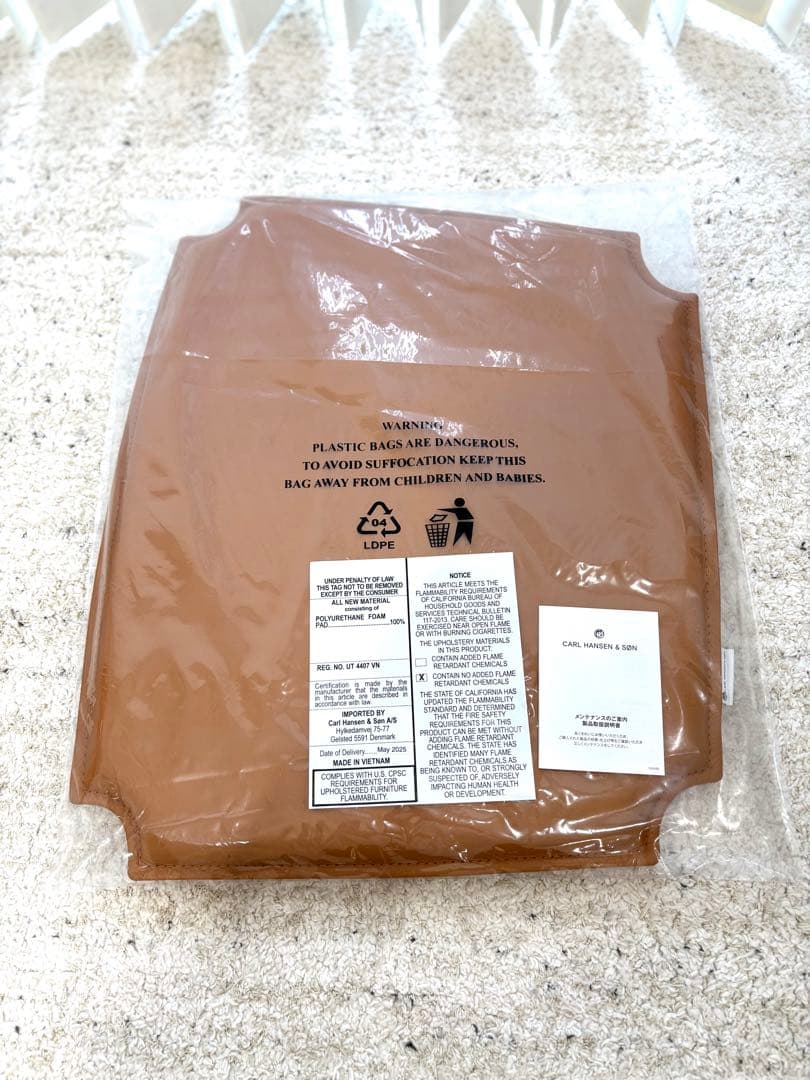 WARNING
PLASTIC BAGS ARE DANGEROUS,
TO AVOID SUFFOCATION KEEP THIS
BAG AWAY FROM CHILDREN AND BABIES.
04
LDPE
UNDER PENALTY OF LAW
THIS TAG NOT TO BE REMOVED
EXCEPT BY THE CONSUMER
ALL NEW MATERIAL
consisting of
POLYURETHANE FOAM
PAD 100%
REG. NO. UT 4407 VN
Certification is made by the
manufacturer that the materials
in this article are described in
accordance with law.
IMPORTED BY
Carl Hansen & Søn A/S
Hylkedamvej 75-77
Gelsted 5591 Denmark
Date of Delivery......May 2025
MADE IN VIETNAM
COMPLIES WITH U.S. CPSC
REQUIREMENTS FOR
UPHOLSTERED FURNITURE
FLAMMABILITY.
NOTICE
THIS ARTICLE MEETS THE
FLAMMABILITY REQUIREMENTS
OF CALIFORNIA BUREAU OF
HOUSEHOLD GOODS AND
SERVICES TECHNICAL BULLETIN
117-2013. CARE SHOULD BE
EXERCISED NEAR OPEN FLAME
OR WITH BURNING CIGARETTES.
THE UPHOLSTERY MATERIALS
IN THIS PRODUCT:
CONTAIN ADDED FLAME
RETARDANT CHEMICALS
X CONTAIN NO ADDED FLAME
RETARDANT CHEMICALS
THE STATE OF CALIFORNIA HAS
UPDATED THE FLAMMABILITY
STANDARD AND DETERMINED
THAT THE FIRE SAFETY
REQUIREMENTS FOR THIS
PRODUCT CAN BE MET WITHOUT
ADDING FLAME RETARDANT
CHEMICALS. THE STATE HAS
IDENTIFIED MANY FLAME
RETARDANT CHEMICALS AS
BEING KNOWN TO, OR STRONGLY
SUSPECTED OF, ADVERSELY
IMPACTING HUMAN HEALTH
OR DEVELOPMENT.
CARL HANSEN & SØN
メンテナンスのご案内
製品取扱説明書